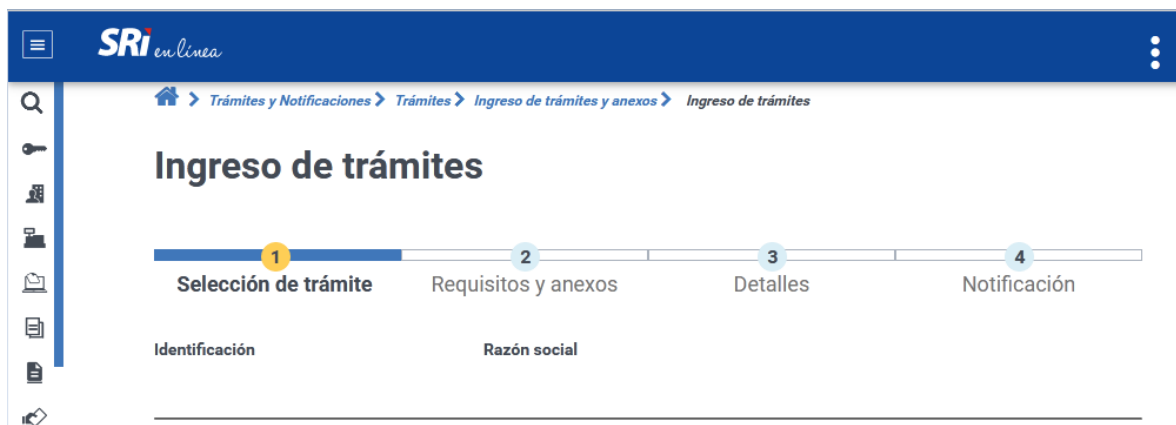 SRi en línea
Trámites y Notificaciones Trámites Ingreso de trámites y anexos Ingreso de trámites
Ingreso de trámites
1 2 3 4
Selección de trámite Requisitos y anexos Detalles Notificación
Identificación Razón social